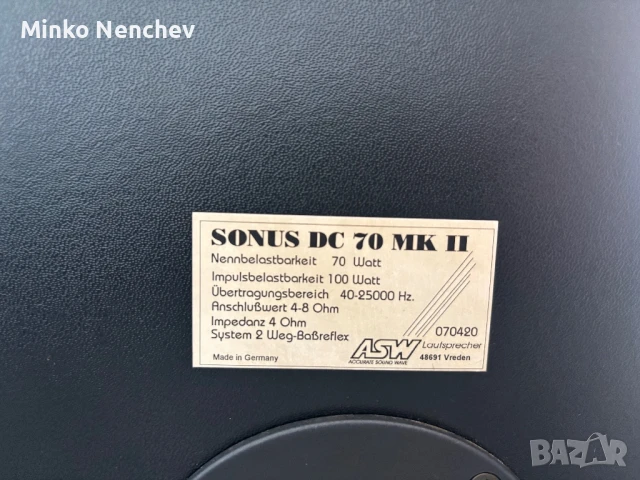 Minko Nenchev
SONUS DC 70 MK II
Nennbelastbarkeit 70 Watt
Impulsbelastbarkeit 100 Watt
Übertragungsbereich 40-25000 Hz.
Anschlußwert 4-8 Ohm
Impedanz 4 Ohm
System 2 Weg-Baßreflex
070420
ASW Lautsprecher
ACCURATE SOUND WAVE
Made in Germany
48691 Vreden
BAZAR